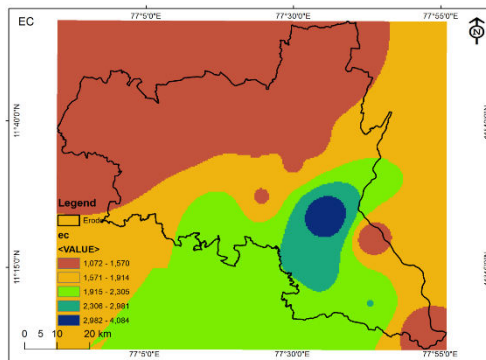 EC
77°5'0"E 77°30'0"E 77°55'0"E
N
11°40'0"N
11°15'0"N
Legend
Erode
ec
<VALUE>
1,072 - 1,570
1,571 - 1,914
1,915 - 2,305
2,306 - 2,981
2,982 - 4,084
0 5 10 20 km
77°5'0"E 77°30'0"E 77°55'0"E